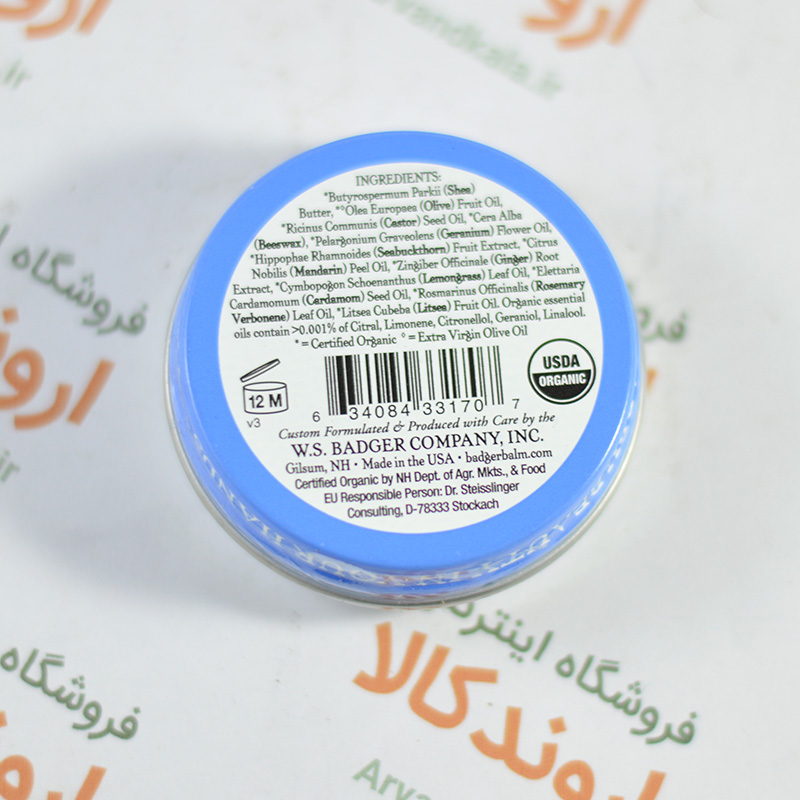 Arvandkala.ir
فروشگاه
INGREDIENTS:
*Butyrospermum Parkii (Shea)
Butter, *°Olea Europaea (Olive) Fruit Oil,
*Ricinus Communis (Castor) Seed Oil, *Cera Alba
(Beeswax), *Pelargonium Graveolens (Geranium) Flower Oil,
*Hippophae Rhamnoides (Seabuckthorn) Fruit Extract, *Citrus
Nobilis (Mandarin) Peel Oil, *Zingiber Officinale (Ginger) Root
Extract, *Cymbopogon Schoenanthus (Lemongrass) Leaf Oil, *Elettaria
Cardamomum (Cardamom) Seed Oil, *Rosmarinus Officinalis (Rosemary
Verbonene) Leaf Oil, *Litsea Cubeba (Litsea) Fruit Oil. Organic essential
oils contain >0.001% of Citral, Limonene, Citronellol, Geraniol, Linalool.
* = Certified Organic ° = Extra Virgin Olive Oil
12 M
v3
6 34084 33170 7
USDA
ORGANIC
Custom Formulated & Produced with Care by the
W.S. BADGER COMPANY, INC.
Gilsum, NH • Made in the USA • badgerbalm.com
Certified Organic by NH Dept. of Agr. Mkts., & Food
EU Responsible Person: Dr. Steisslinger
Consulting, D-78333 Stockach
فروشگاه
اروندکالا
فروشگاه